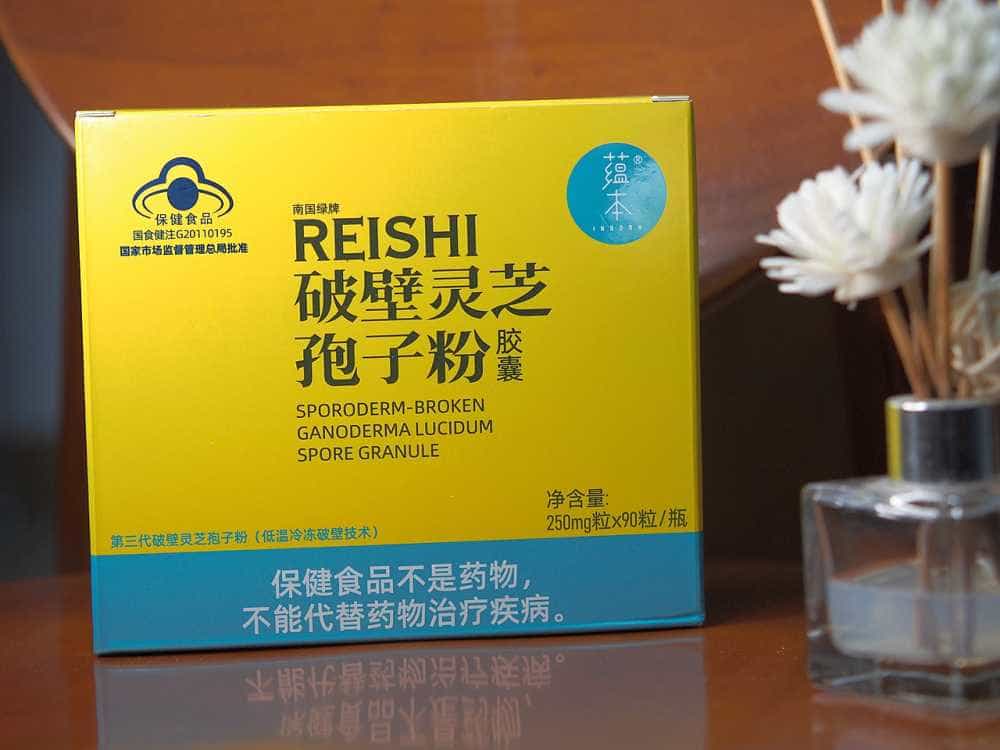 保健食品
国食健注G20110195
国家市场监督管理总局批准
南国绿牌
REISHI
破壁灵芝
孢子粉
胶囊
SPORODERM-BROKEN
GANODERMA LUCIDUM
SPORE GRANULE
蕴本®
净含量:
250mg粒x90粒/瓶
第三代破壁灵芝孢子粉（低温冷冻破壁技术）
保健食品不是药物，
不能代替药物治疗疾病。